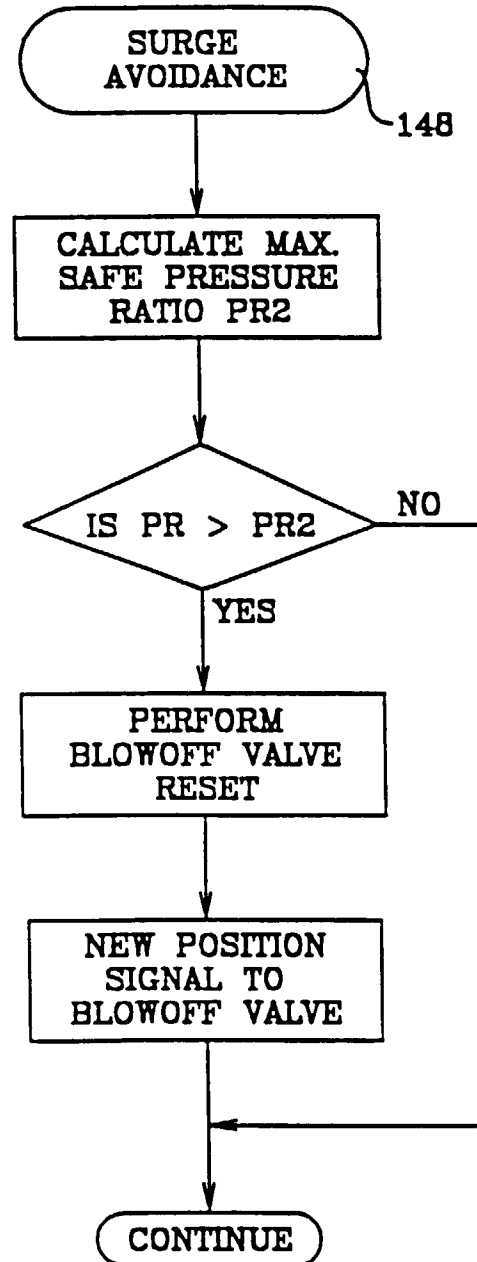 SURGE
AVOIDANCE
148
CALCULATE MAX.
SAFE PRESSURE
RATIO PR2
IS PR > PR2
NO
YES
PERFORM
BLOWOFF VALVE
RESET
NEW POSITION
SIGNAL TO
BLOWOFF VALVE
CONTINUE